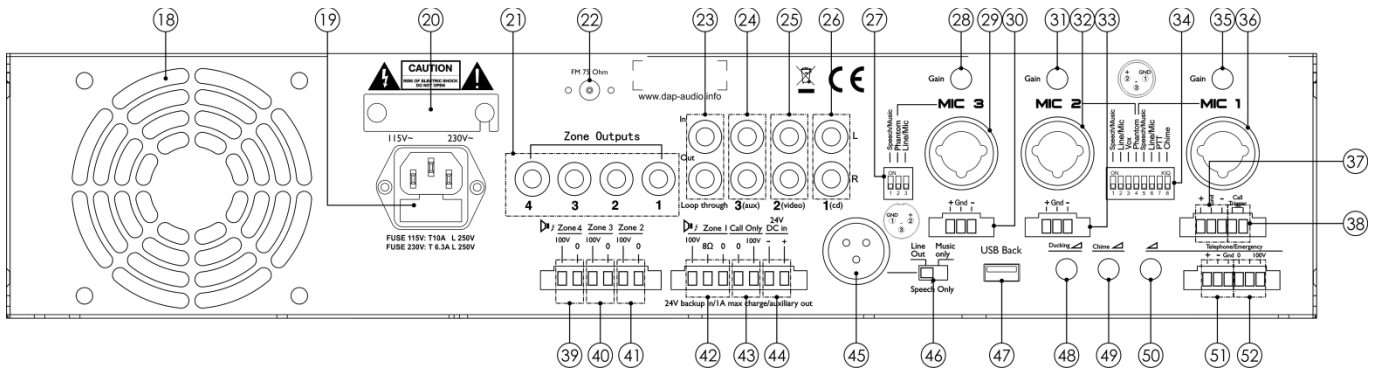 18 19 20 21 22 23 24 25 26 27 28 29 30 31 32 33 34 35 36
CAUTION
RISK OF ELECTRIC SHOCK
DO NOT OPEN
115V~ 230V~
FUSE 115V: T10A L 250V
FUSE 230V: T 6.3A L 250V
FM 75 Ohm
www.dap-audio.info
CE
Zone Outputs
4 3 2 1
In
Out
L
R
Loop through 3(aux) 2(video) 1(cd)
Speech/Music
Phantom
Line/Mic
ON
1 2 3
Gain
MIC 3
GND
1 2 3
+ -
+ Gnd -
Gain
MIC 2
+ Gnd -
+ GND
2 1
- 3
Speech/Music
Line/Mic
Vox
Phantom
Speech/Music
Line/Mic
PTT
Chime
ON
1 2 3 4 5 6 7 8
Gain
MIC 1
+ Gnd -
Call
Trigger
37
38
Zone 4 Zone 3 Zone 2
100V 0 100V 0 100V 0
Zone 1 Call Only 24V
DC in
100V 8Ω 0 0 100V - +
24V backup in/1A max charge/auxiliary out
Line
Out
Music
only
Speech Only
USB Back
Ducking
Chime
Telephone/Emergency
+ - Gnd 0 100V
39 40 41 42 43 44 45 46 47 48 49 50 51 52